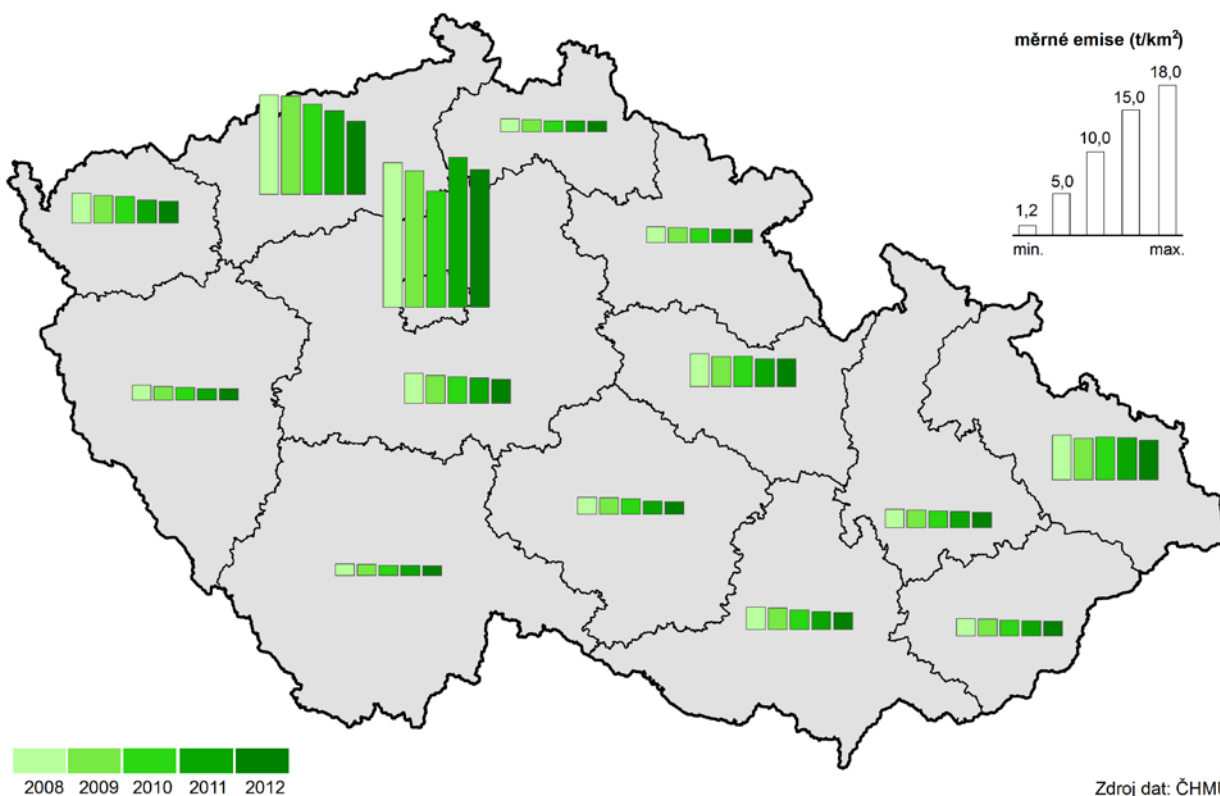 měrné emise (t/km²)
18,0
15,0
10,0
5,0
1,2
min.
max.
2008 2009 2010 2011 2012
Zdroj dat: ČHMÚ